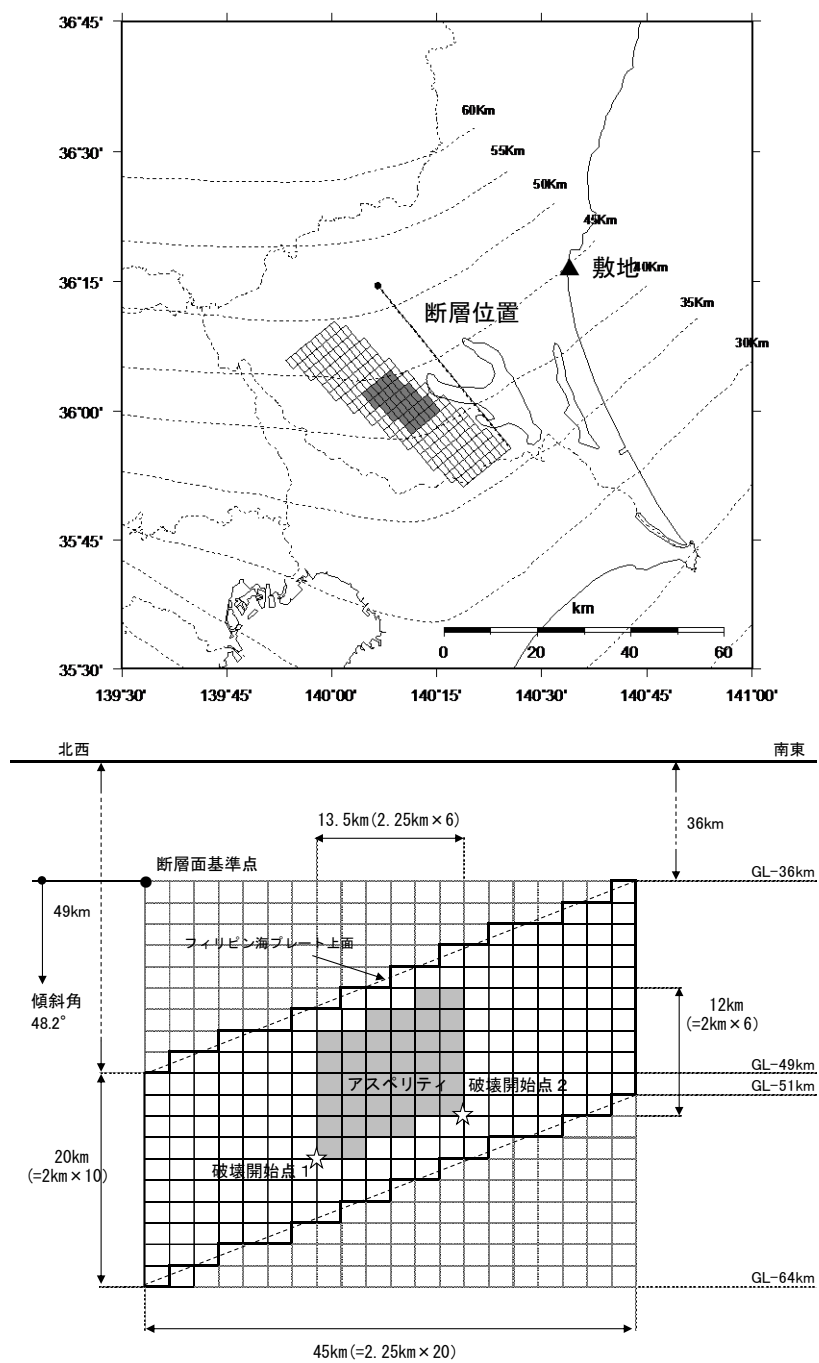 36°45'
60Km
36°30'
55Km
50Km
45Km
36°15'
敷地
40Km
断層位置
35Km
30Km
36°00'
35°45'
km
0 20 40 60
35°30'
139°30' 139°45' 140°00' 140°15' 140°30' 140°45' 141°00'
北西
南東
13.5km(2.25km×6)
36km
断層面基準点
GL-36km
49km
フィリピン海プレート上面
傾斜角
48.2°
12km
(=2km×6)
GL-49km
アスペリティ
破壊開始点2
GL-51km
20km
(=2km×10)
破壊開始点1
GL-64km
45km(=2.25km×20)